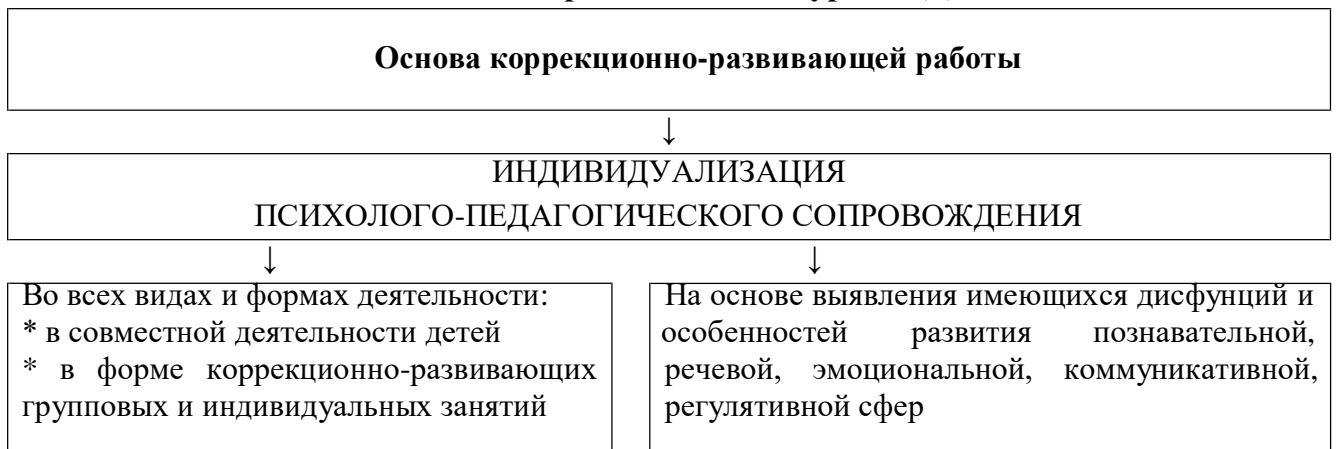 Основа коррекционно-развивающей работы
↓
ИНДИВИДУАЛИЗАЦИЯ
ПСИХОЛОГО-ПЕДАГОГИЧЕСКОГО СОПРОВОЖДЕНИЯ
↓ ↓
Во всех видах и формах деятельности:
* в совместной деятельности детей
* в форме коррекционно-развивающих
групповых и индивидуальных занятий
На основе выявления имеющихся дисфунций и
особенностей развития познавательной,
речевой, эмоциональной, коммуникативной,
регулятивной сфер